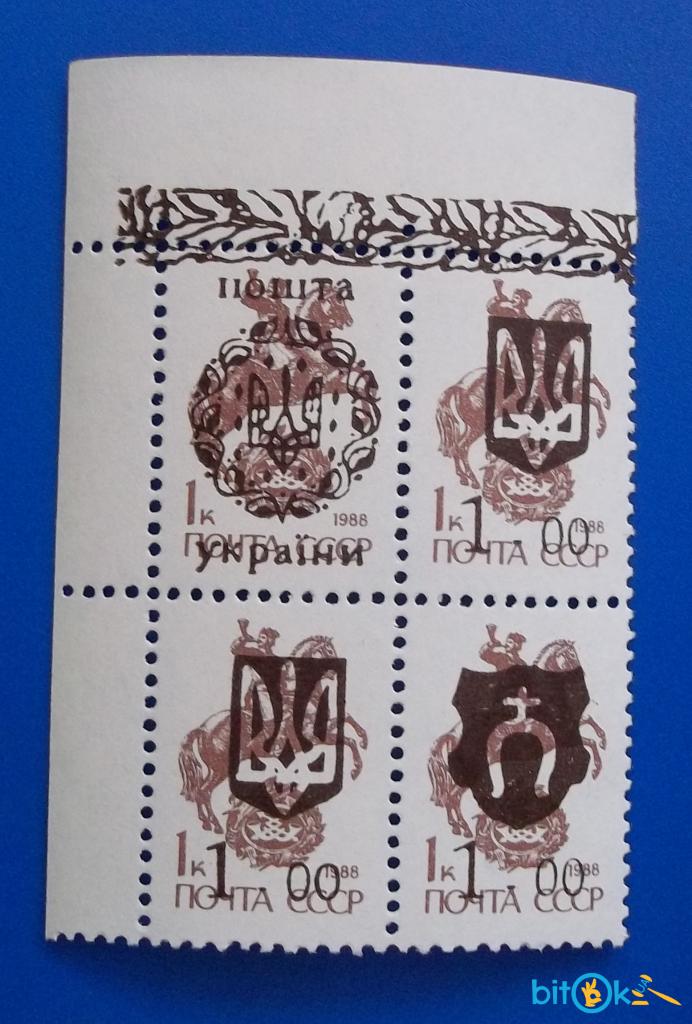 пошта
1к 1988
ПОЧТА СССР
україни
1к 1988
1-00
ПОЧТА СССР
1к 1988
1-00
ПОЧТА СССР
1к 1988
1-00
ПОЧТА СССР
bitOk.UA